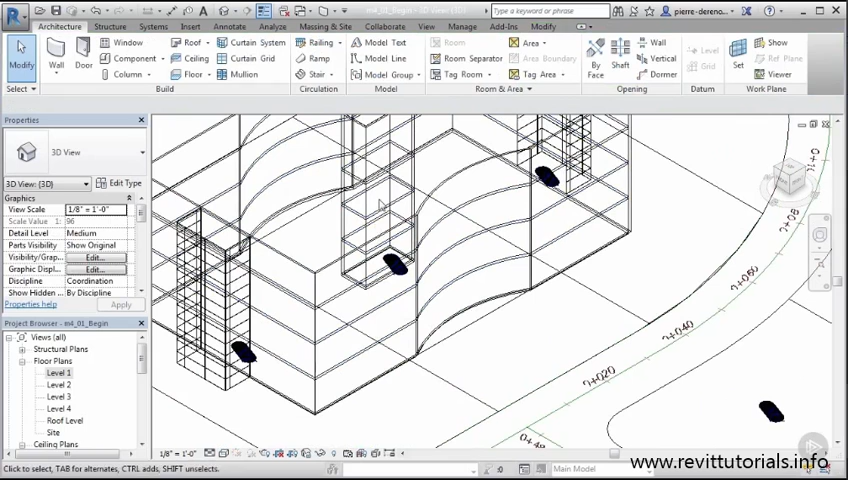 m4_01_Begin - 3D View: {3D}
Type a keyword or phrase
pierre-dereno...
Architecture Structure Systems Insert Annotate Analyze Massing & Site Collaborate View Manage Add-Ins Modify
Modify
Select
Wall
Door
Window
Component
Column
Roof
Ceiling
Floor
Curtain System
Curtain Grid
Mullion
Build
Railing
Ramp
Stair
Circulation
Model Text
Model Line
Model Group
Model
Room
Room Separator
Tag Room
Area
Area Boundary
Tag Area
Room & Area
By
Face
Shaft
Wall
Vertical
Dormer
Opening
Level
Grid
Datum
Set
Show
Ref Plane
Viewer
Work Plane
Properties
3D View
3D View: {3D}
Edit Type
Graphics
View Scale 1/8" = 1'-0"
Scale Value 1: 96
Detail Level Medium
Parts Visibility Show Original
Visibility/Grap... Edit...
Graphic Displ... Edit...
Discipline Coordination
Show Hidden ... By Discipline
Properties help
Apply
Project Browser - m4_01_Begin
Views (all)
Structural Plans
Floor Plans
Level 1
Level 2
Level 3
Level 4
Roof Level
Site
Ceiling Plans
0+060
0+040
0+020
1/8" = 1'-0"
Click to select, TAB for alternates, CTRL adds, SHIFT unselects.
:0
Main Model
www.revittutorials.info